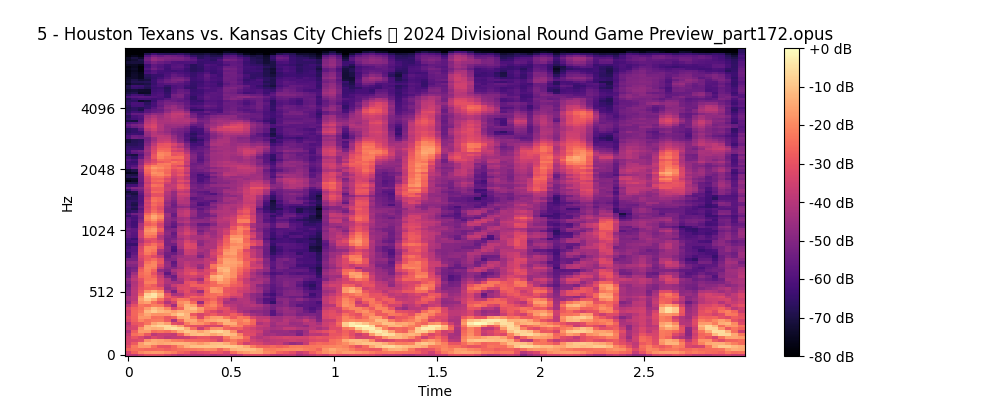 5 - Houston Texans vs. Kansas City Chiefs ▯ 2024 Divisional Round Game Preview_part172.opus
+0 dB
4096
-10 dB
-20 dB
2048
-30 dB
Hz
-40 dB
1024
-50 dB
512
-60 dB
-70 dB
0
-80 dB
0
0.5
1
1.5
2
2.5
Time